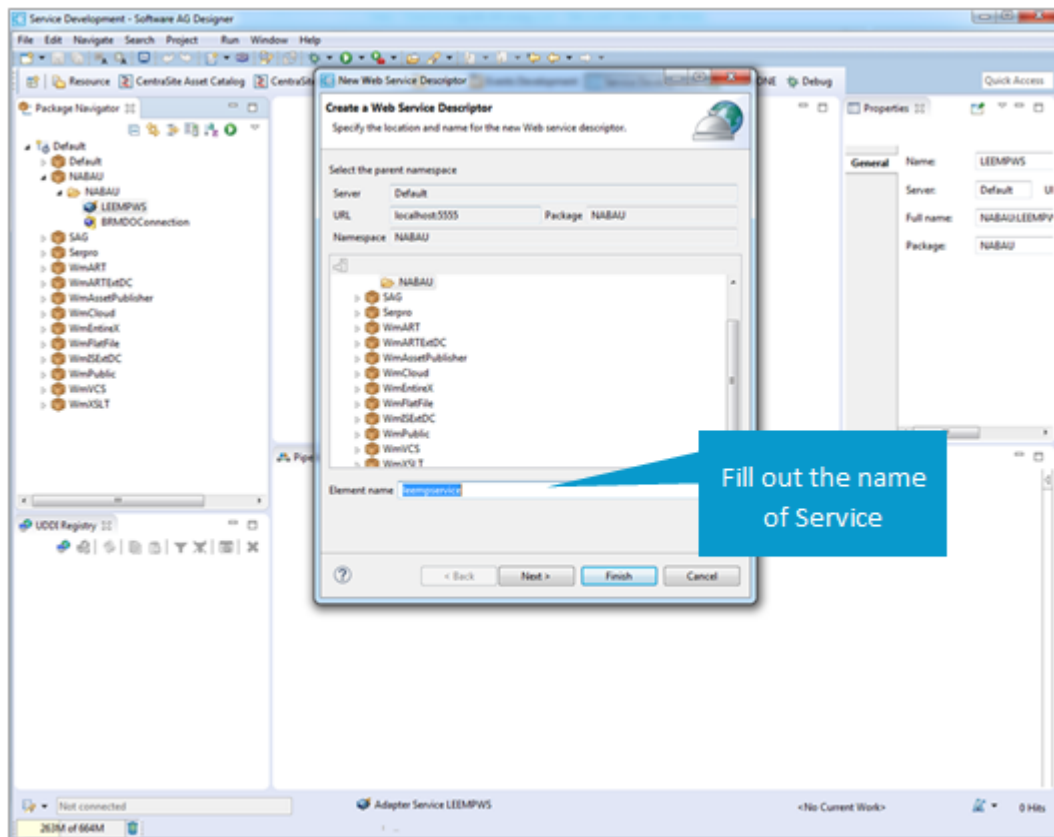 Service Development - Software AG Designer
File Edit Navigate Search Project Run Window Help
Resource CentraSite Asset Catalog CentraSite Debug
Quick Access
Package Navigator
Default
Default
NABAU
NABAU
LEEMPWS
BRMDOConnection
SAG
Serpro
WmART
WmARTExtDC
WmAssetPublisher
WmCloud
WmEntireX
WmFlatFile
WmISExtDC
WmPublic
WmVCS
WmXSLT
UDDI Registry
New Web Service Descriptor
Create a Web Service Descriptor
Specify the location and name for the new Web service descriptor.
Select the parent namespace
Server Default
URL localhost:5555 Package NABAU
Namespace NABAU
NABAU
SAG
Serpro
WmART
WmARTExtDC
WmAssetPublisher
WmCloud
WmEntireX
WmFlatFile
WmISExtDC
WmPublic
WmVCS
WmXSLT
Element name leempservice
< Back Next > Finish Cancel
Fill out the name
of Service
Properties
General
Name: LEEMPWS
Server: Default
Full name: NABAU:LEEMPW
Package: NABAU
Not connected
Adapter Service LEEMPWS
<No Current Work>
0 Hits
263M of 664M